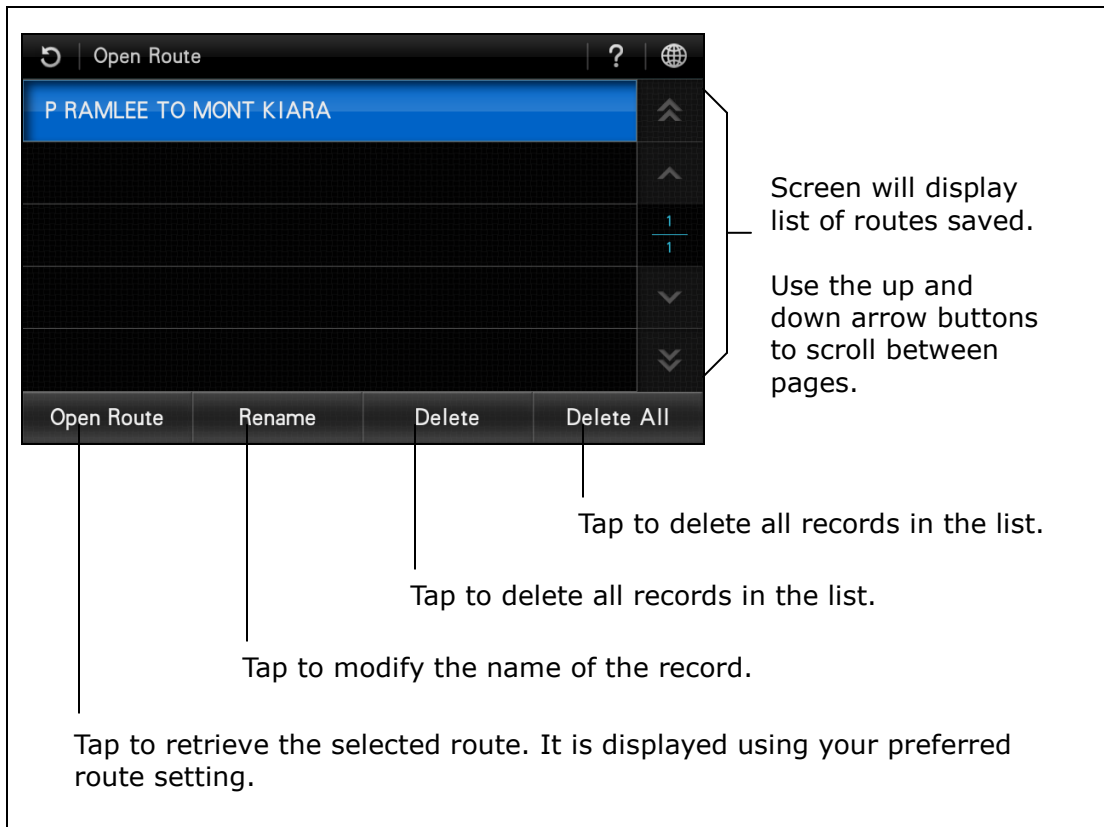 Open Route ?
P RAMLEE TO MONT KIARA
1
1
Open Route Rename Delete Delete All
Screen will display
list of routes saved.
Use the up and
down arrow buttons
to scroll between
pages.
Tap to delete all records in the list.
Tap to delete all records in the list.
Tap to modify the name of the record.
Tap to retrieve the selected route. It is displayed using your preferred
route setting.